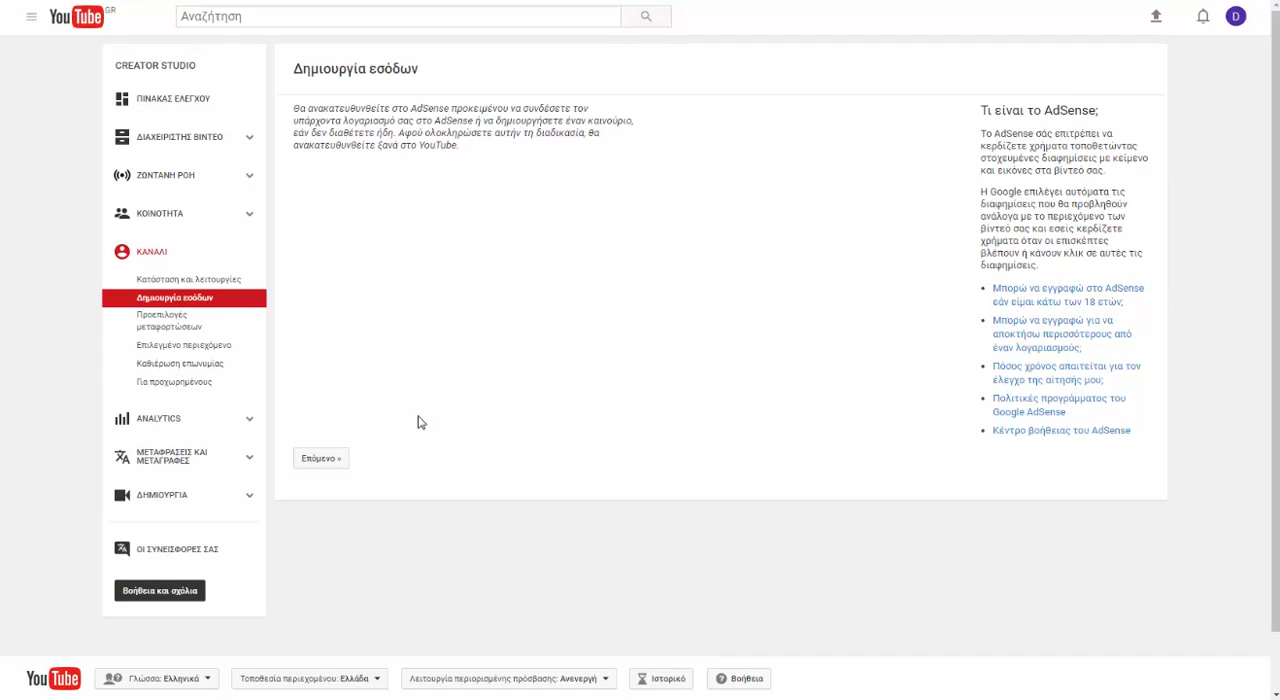 YouTube GR
Αναζήτηση
D
CREATOR STUDIO
ΠΙΝΑΚΑΣ ΕΛΕΓΧΟΥ
ΔΙΑΧΕΙΡΙΣΤΗΣ ΒΙΝΤΕΟ
ΖΩΝΤΑΝΗ ΡΟΗ
ΚΟΙΝΟΤΗΤΑ
ΚΑΝΑΛΙ
Κατάσταση και λειτουργίες
Δημιουργία εσόδων
Προεπιλογές
μεταφορτώσεων
Επιλεγμένο περιεχόμενο
Καθιέρωση επωνυμίας
Για προχωρημένους
ANALYTICS
ΜΕΤΑΦΡΑΣΕΙΣ ΚΑΙ
ΜΕΤΑΓΡΑΦΕΣ
ΔΗΜΙΟΥΡΓΙΑ
ΟΙ ΣΥΝΕΙΣΦΟΡΕΣ ΣΑΣ
Βοήθεια και σχόλια
Δημιουργία εσόδων
Θα ανακατευθυνθείτε στο AdSense προκειμένου να συνδέσετε τον
υπάρχοντα λογαριασμό σας στο AdSense ή να δημιουργήσετε έναν καινούριο,
εάν δεν διαθέτετε ήδη. Αφού ολοκληρώσετε αυτήν τη διαδικασία, θα
ανακατευθυνθείτε ξανά στο YouTube.
Επόμενο »
Τι είναι το AdSense;
Το AdSense σάς επιτρέπει να
κερδίζετε χρήματα τοποθετώντας
στοχευμένες διαφημίσεις με κείμενο
και εικόνες στα βίντεό σας.
Η Google επιλέγει αυτόματα τις
διαφημίσεις που θα προβληθούν
ανάλογα με το περιεχόμενο των
βίντεό σας και εσείς κερδίζετε
χρήματα όταν οι επισκέπτες
βλέπουν ή κάνουν κλικ σε αυτές τις
διαφημίσεις.
• Μπορώ να εγγραφώ στο AdSense
εάν είμαι κάτω των 18 ετών;
• Μπορώ να εγγραφώ για να
αποκτήσω περισσότερους από
έναν λογαριασμούς;
• Πόσος χρόνος απαιτείται για τον
έλεγχο της αίτησής μου;
• Πολιτικές προγράμματος του
Google AdSense
• Κέντρο βοήθειας του AdSense
YouTube
Γλώσσα: Ελληνικά
Τοποθεσία περιεχομένου: Ελλάδα
Λειτουργία περιορισμένης πρόσβασης: Ανενεργή
Ιστορικό
Βοήθεια